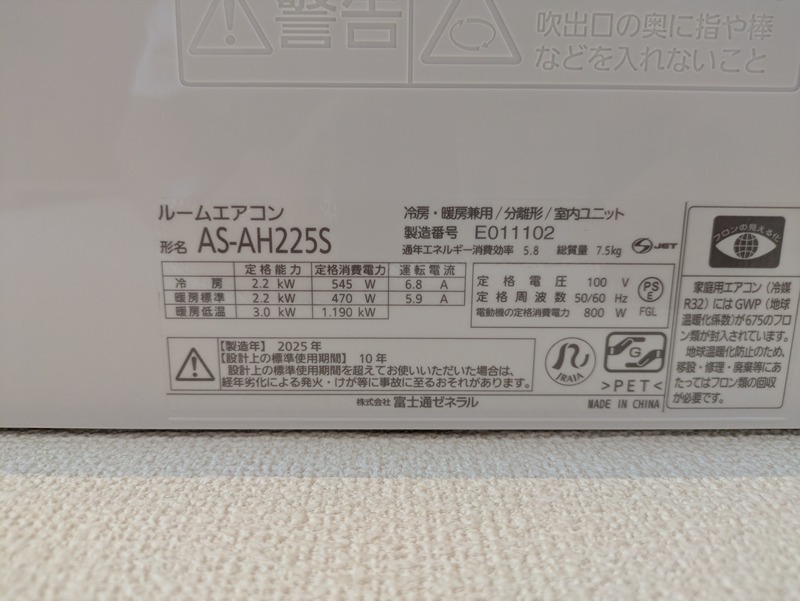 警告
吹出口の奥に指や棒
などを入れないこと
ルームエアコン
形名 AS-AH225S
冷房・暖房兼用/分離形/室内ユニット
製造番号 E011102
通年エネルギー消費効率 5.8 総質量 7.5kg
JET
定格能力 定格消費電力 運転電流
冷房 2.2 kW 545 W 6.8 A
暖房標準 2.2 kW 470 W 5.9 A
暖房低温 3.0 kW 1.190 kW
定格電圧 100 V
定格周波数 50/60 Hz
電動機の定格消費電力 800 W
PS
E
FGL
【製造年】2025年
【設計上の標準使用期間】10年
設計上の標準使用期間を超えてお使いいただいた場合は、
経年劣化による発火・けが等に事故に至るおそれがあります。
JRAIA
G
>PET<
MADE IN CHINA
株式会社 富士通ゼネラル
フロンの見える化
家庭用エアコン（冷媒
R32）にはGWP（地球
温暖化係数）が675のフロ
ン類が封入されています。
地球温暖化防止のため、
移設・修理・廃棄等にあ
たってはフロン類の回収
が必要です。